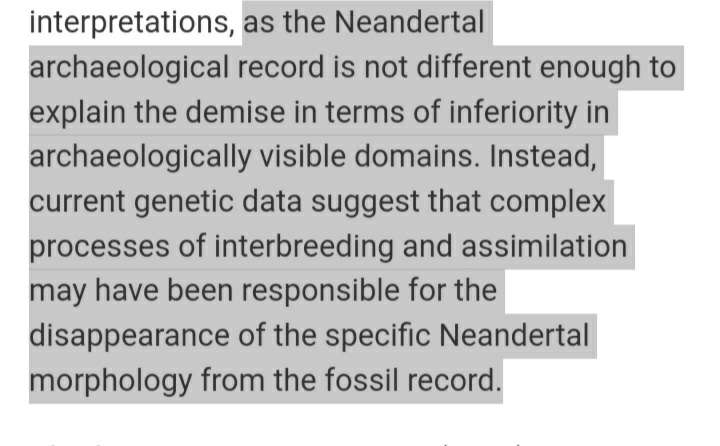 interpretations, as the Neandertal
archaeological record is not different enough to
explain the demise in terms of inferiority in
archaeologically visible domains. Instead,
current genetic data suggest that complex
processes of interbreeding and assimilation
may have been responsible for the
disappearance of the specific Neandertal
morphology from the fossil record.